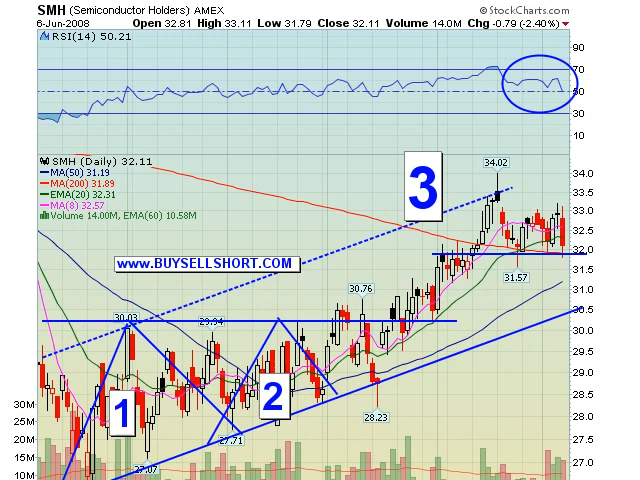 SMH (Semiconductor Holders) AMEX
© StockCharts.com
6-Jun-2008
Open 32.81 High 33.11 Low 31.79 Close 32.11 Volume 14.0M Chg -0.79 (-2.40%)
RSI(14) 50.21
90
70
50
30
10
SMH (Daily) 32.11
MA(50) 31.19
MA(200) 31.89
EMA(20) 32.31
MA(8) 32.57
Volume 14.00M, EMA(60) 10.58M
34.02
34.0
3
33.5
33.0
32.5
32.0
www.BUYSELLSHORT.com
31.57
31.5
30.76
31.0
30.5
30.03
29.94
30.0
29.5
29.0
28.5
2
1
30M
28.23
28.0
25M
27.71
27.5
20M
15M
27.07
27.0
10M